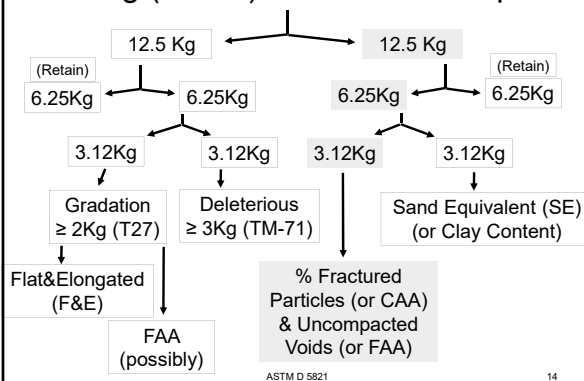 12.5 Kg
12.5 Kg
(Retain)
6.25Kg
6.25Kg
6.25Kg
(Retain)
6.25Kg
3.12Kg
3.12Kg
3.12Kg
3.12Kg
Gradation
≥ 2Kg (T27)
Deleterious
≥ 3Kg (TM-71)
Sand Equivalent (SE)
(or Clay Content)
Flat&Elongated
(F&E)
FAA
(possibly)
% Fractured
Particles (or CAA)
& Uncompacted
Voids (or FAA)
ASTM D 5821
14